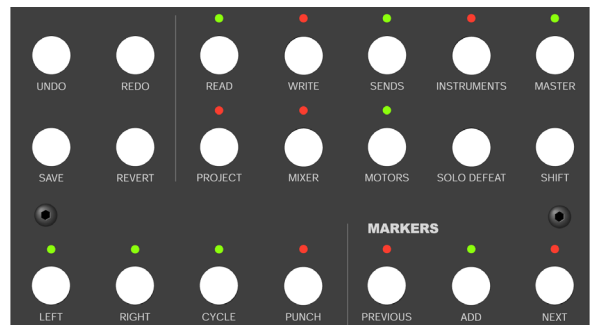 UNDO REDO READ WRITE SENDS INSTRUMENTS MASTER
SAVE REVERT PROJECT MIXER MOTORS SOLO DEFEAT SHIFT
MARKERS
LEFT RIGHT CYCLE PUNCH PREVIOUS ADD NEXT